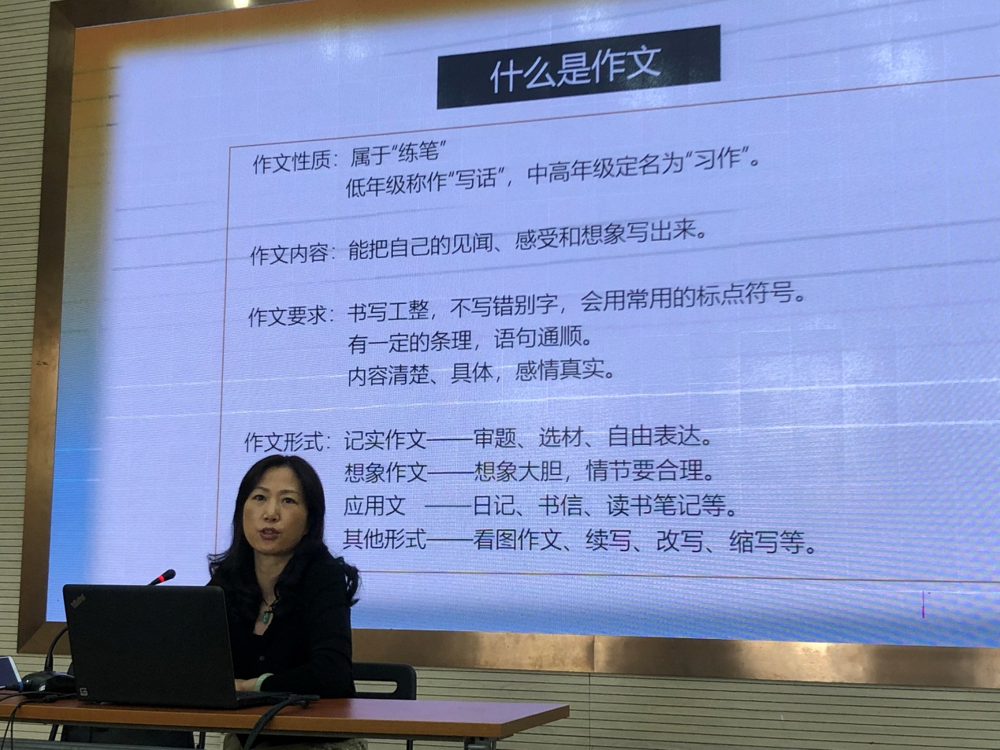 什么是作文
作文性质：属于“练笔”
低年级称作“写话”，中高年级定名为“习作”。
作文内容：能把自己的见闻、感受和想象写出来。
作文要求：书写工整，不写错别字，会用常用的标点符号。
有一定的条理，语句通顺。
内容清楚、具体，感情真实。
作文形式：记实作文——审题、选材、自由表达。
想象作文——想象大胆，情节要合理。
应用文 ——日记、书信、读书笔记等。
其他形式——看图作文、续写、改写、缩写等。
ThinkPad